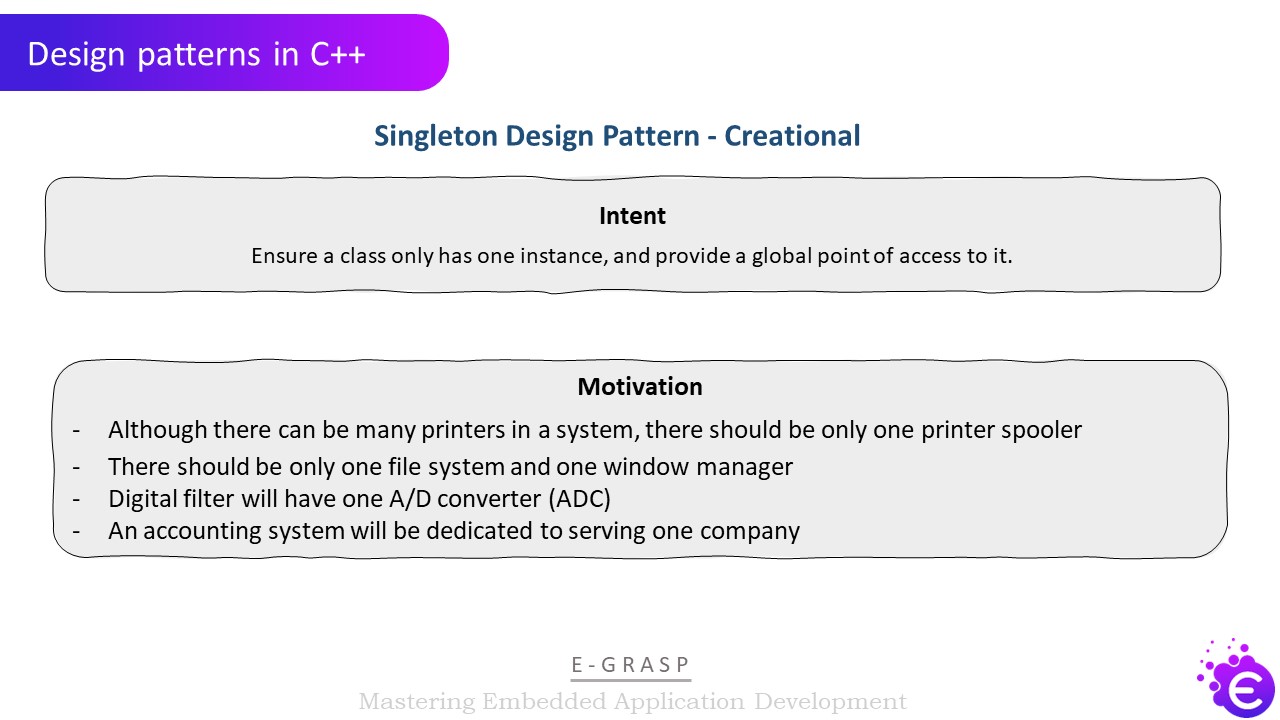 Design patterns in C++
Singleton Design Pattern - Creational
Intent
Ensure a class only has one instance, and provide a global point of access to it.
Motivation
- Although there can be many printers in a system, there should be only one printer spooler
- There should be only one file system and one window manager
- Digital filter will have one A/D converter (ADC)
- An accounting system will be dedicated to serving one company
E-GRASP
Mastering Embedded Application Development